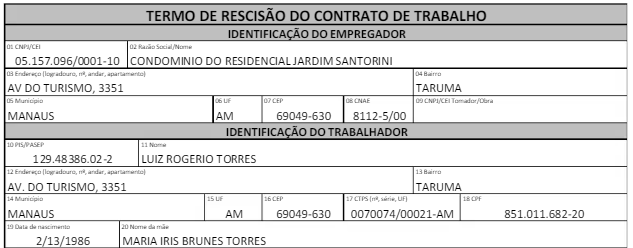 TERMO DE RESCISÃO DO CONTRATO DE TRABALHO
IDENTIFICAÇÃO DO EMPREGADOR
01 CNPJ/CEI 02 Razão Social/Nome
05.157.096/0001-10 CONDOMINIO DO RESIDENCIAL JARDIM SANTORINI
03 Endereço (logradouro, nº, andar, apartamento) 04 Bairro
AV DO TURISMO, 3351 TARUMA
05 Município 06 UF 07 CEP 08 CNAE 09 CNPJ/CEI Tomador/Obra
MANAUS AM 69049-630 8112-5/00
IDENTIFICAÇÃO DO TRABALHADOR
10 PIS/PASEP 11 Nome
129.48386.02-2 LUIZ ROGERIO TORRES
12 Endereço (logradouro, nº, andar, apartamento) 13 Bairro
AV. DO TURISMO, 3351 TARUMA
14 Município 15 UF 16 CEP 17 CTPS (nº, série, UF) 18 CPF
MANAUS AM 69049-630 0070074/00021-AM 851.011.682-20
19 Data de nascimento 20 Nome da mãe
2/13/1986 MARIA IRIS BRUNES TORRES